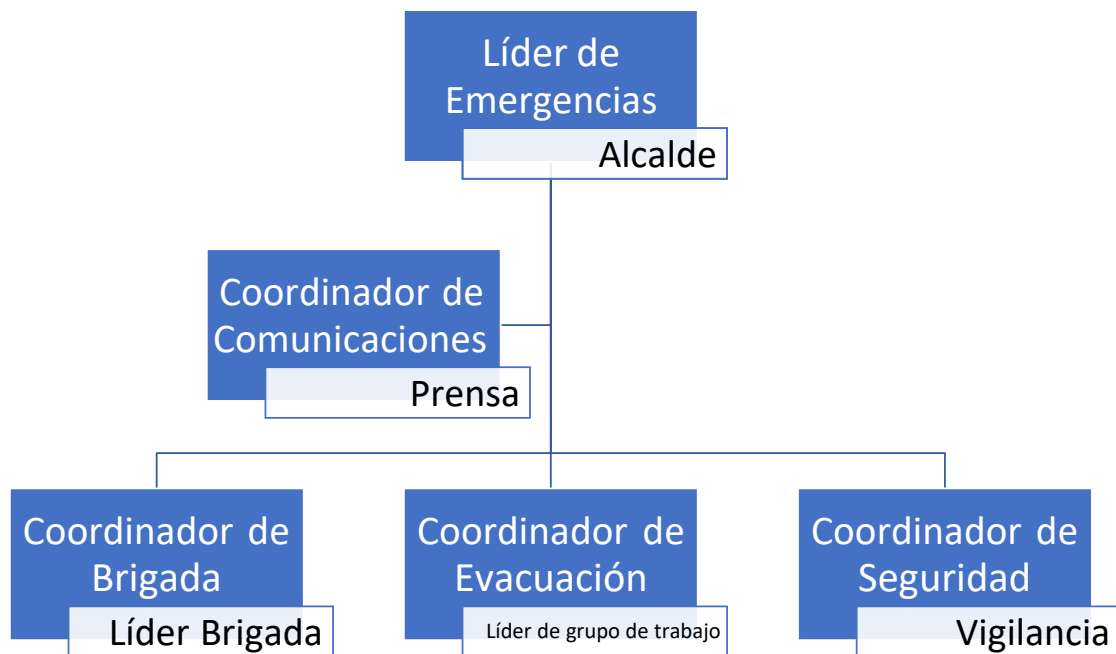 Líder de
Emergencias
Alcalde
Coordinador de
Comunicaciones
Prensa
Coordinador de
Brigada
Líder Brigada
Coordinador de
Evacuación
Líder de grupo de trabajo
Coordinador de
Seguridad
Vigilancia